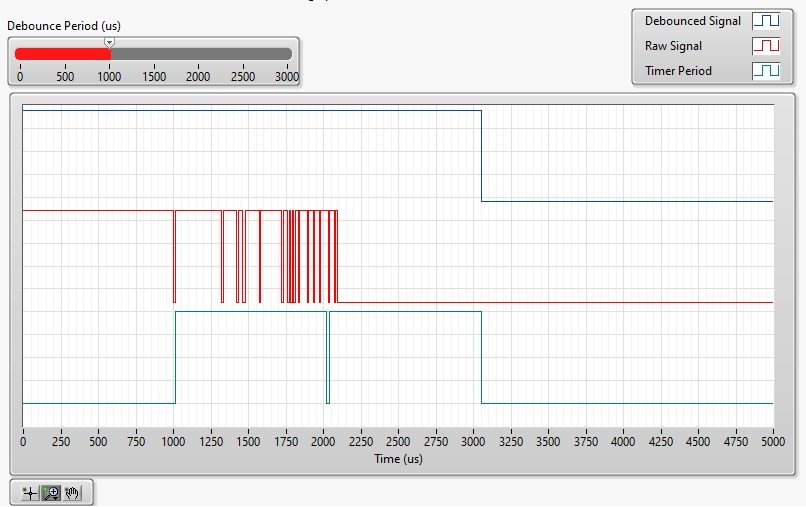 Debounce Period (us)
0 500 1000 1500 2000 2500 3000
Debounced Signal
Raw Signal
Timer Period
0 250 500 750 1000 1250 1500 1750 2000 2250 2500 2750 3000 3250 3500 3750 4000 4250 4500 4750 5000
Time (us)